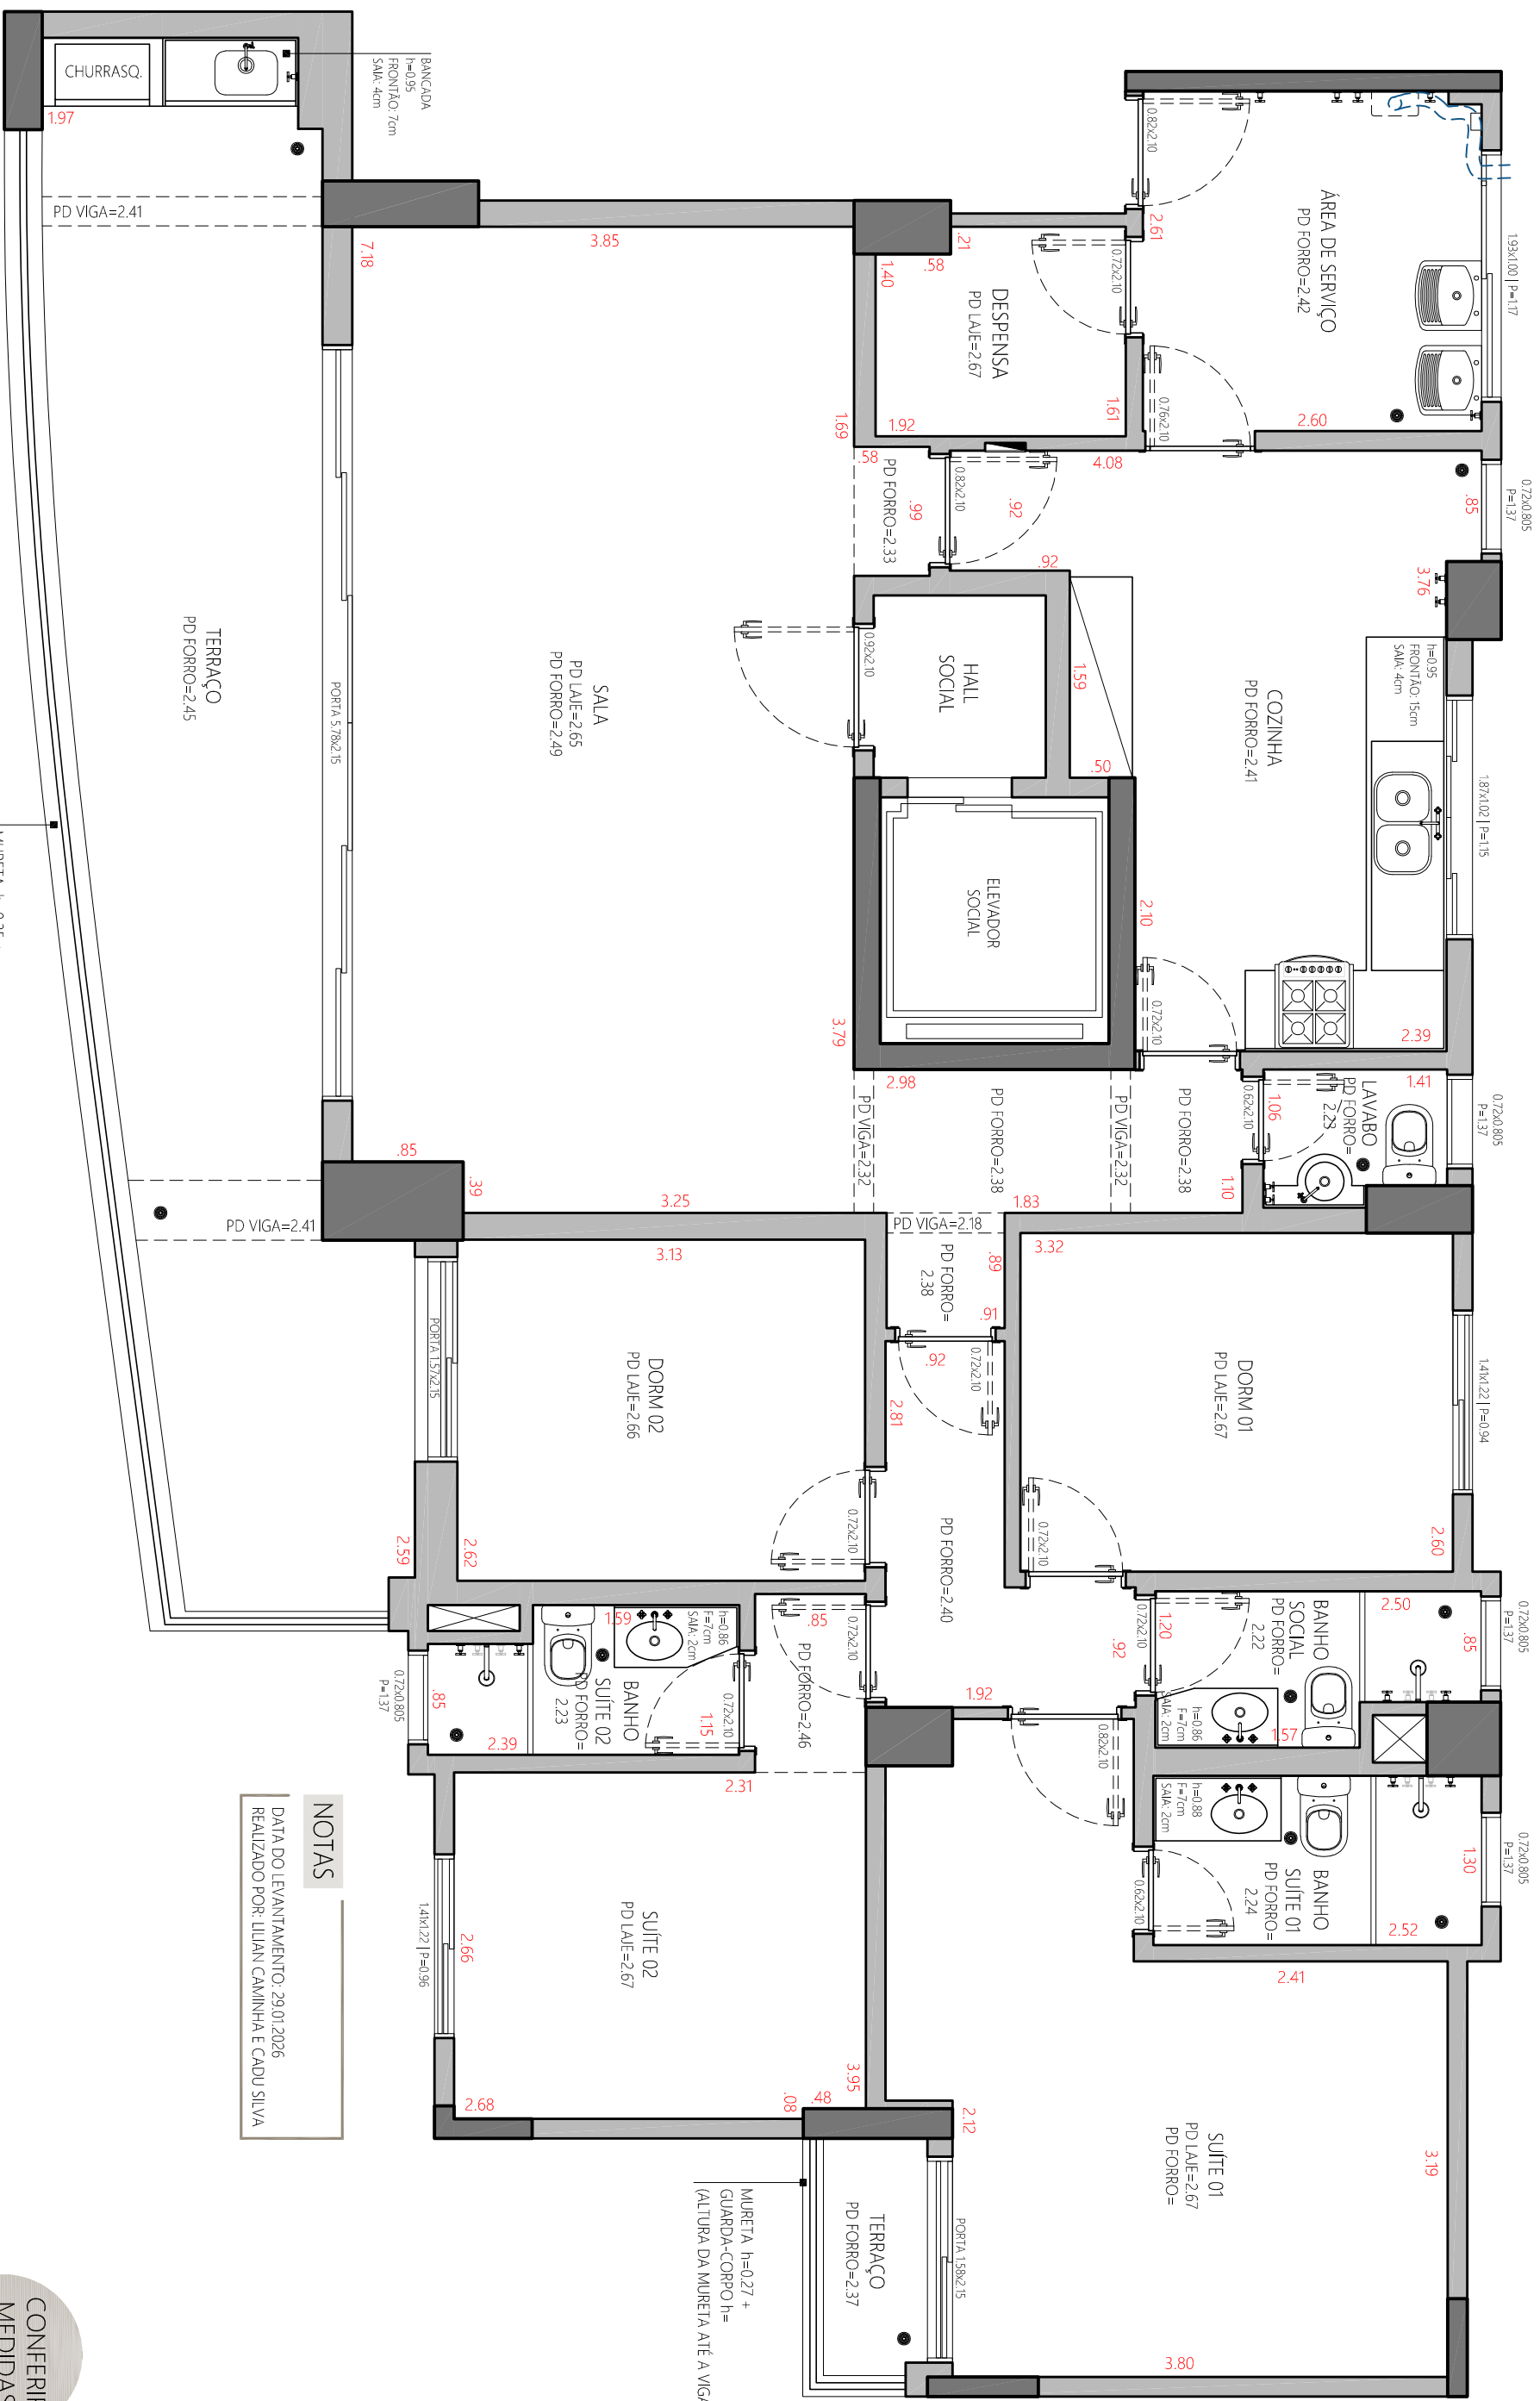 BANCADA
h=0.95
FRONTÃO: 7cm
SAIA: 4cm
CHURRASQ.
1.97
PD VIGA=2.41
7.18
3.85
TERRAÇO
PD FORRO=2.45
PORTA 5.78x2.15
SALA
PD LAJE=2.65
PD FORRO=2.49
.85
.39
PD VIGA=2.41
ÁREA DE SERVIÇO
PD FORRO=2.42
0.82x2.10
2.61
1.93x1.00 | P=1.17
2.60
0.76x2.10
DESPENSA
PD LAJE=2.67
0.72x2.10
.21
.58
1.40
1.92
1.61
1.69
.58
PD FORRO=2.33
.99
0.82x2.10
.92
.92
4.08
0.72x0.805
P=1.37
.85
3.76
COZINHA
PD FORRO=2.41
h=0.95
FRONTÃO: 15cm
SAIA: 4cm
1.87x1.02 | P=1.15
2.39
HALL
SOCIAL
0.92x2.10
1.59
.50
ELEVADOR
SOCIAL
2.10
0.72x2.10
3.79
2.98
PD VIGA=2.32
PD FORRO=2.38
PD VIGA=2.32
PD FORRO=2.38
LAVABO
PD FORRO=
2.23
0.62x2.10
1.06
1.41
0.72x0.805
P=1.37
1.10
1.83
3.25
PD VIGA=2.18
PD FORRO=
2.38
.89
.91
.92
0.72x2.10
2.81
DORM 02
PD LAJE=2.66
3.13
PORTA 1.57x2.15
2.62
2.59
0.72x2.10
DORM 01
PD LAJE=2.67
3.32
1.41x1.22 | P=0.94
2.60
0.72x2.10
PD FORRO=2.40
1.92
.92
0.72x2.10
BANHO
SOCIAL
PD FORRO=
2.22
1.20
2.50
.85
0.72x0.805
P=1.37
h=0.86
F=7cm
SAIA: 2cm
1.57
BANHO
SUÍTE 02
PD FORRO=
2.23
1.59
h=0.86
F=7cm
SAIA: 2cm
0.72x2.10
1.15
2.39
.85
0.72x0.805
P=1.37
.85
0.72x2.10
PD FORRO=2.46
2.31
0.82x2.10
BANHO
SUÍTE 01
PD FORRO=
2.24
h=0.88
F=7cm
SAIA: 2cm
0.62x2.10
1.30
2.52
0.72x0.805
P=1.37
2.41
SUÍTE 02
PD LAJE=2.67
1.41x1.22 | P=0.96
2.66
2.68
3.95
.48
.08
SUÍTE 01
PD LAJE=2.67
PD FORRO=
3.19
2.12
3.80
PORTA 1.58x2.15
TERRAÇO
PD FORRO=2.37
MURETA h=0.27 +
GUARDA-CORPO h=
(ALTURA DA MURETA ATÉ A VIGA
NOTAS
DATA DO LEVANTAMENTO: 29.01.2026
REALIZADO POR: LILIAN CAMINHA E CADU SILVA
CONFERIR
MEDIDAS